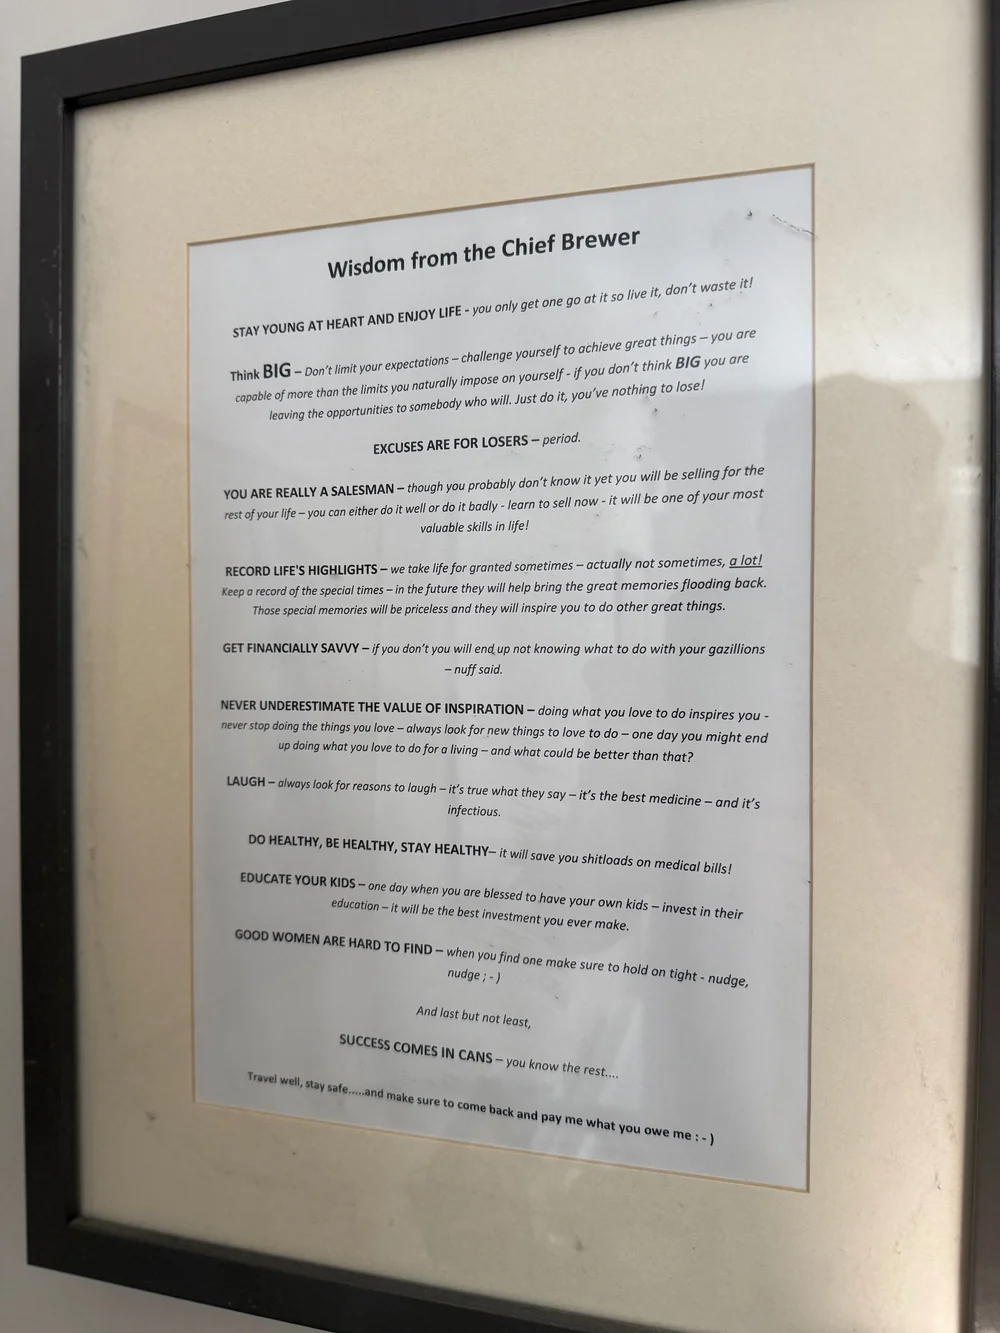 Wisdom from the Chief Brewer
STAY YOUNG AT HEART AND ENJOY LIFE - you only get one go at it so live it, don't waste it!
Think BIG – Don't limit your expectations – challenge yourself to achieve great things – you are
capable of more than the limits you naturally impose on yourself - if you don't think BIG you are
leaving the opportunities to somebody who will. Just do it, you've nothing to lose!
EXCUSES ARE FOR LOSERS – period.
YOU ARE REALLY A SALESMAN – though you probably don't know it yet you will be selling for the
rest of your life – you can either do it well or do it badly - learn to sell now - it will be one of your most
valuable skills in life!
RECORD LIFE'S HIGHLIGHTS – we take life for granted sometimes – actually not sometimes, a lot!
Keep a record of the special times – in the future they will help bring the great memories flooding back.
Those special memories will be priceless and they will inspire you to do other great things.
GET FINANCIALLY SAVVY – if you don't you will end up not knowing what to do with your gazillions
– nuff said.
NEVER UNDERESTIMATE THE VALUE OF INSPIRATION – doing what you love to do inspires you -
never stop doing the things you love – always look for new things to love to do – one day you might end
up doing what you love to do for a living – and what could be better than that?
LAUGH – always look for reasons to laugh – it's true what they say – it's the best medicine – and it's
infectious.
DO HEALTHY, BE HEALTHY, STAY HEALTHY– it will save you shitloads on medical bills!
EDUCATE YOUR KIDS – one day when you are blessed to have your own kids – invest in their
education – it will be the best investment you ever make.
GOOD WOMEN ARE HARD TO FIND – when you find one make sure to hold on tight - nudge,
nudge ; - )
And last but not least,
SUCCESS COMES IN CANS – you know the rest....
Travel well, stay safe.....and make sure to come back and pay me what you owe me : - )